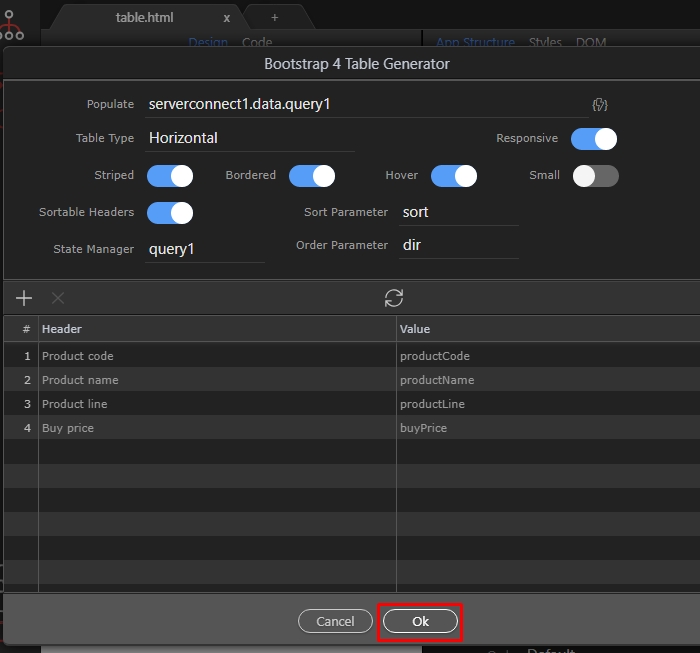 table.html x +
Design Code App Structure Styles DOM
Bootstrap 4 Table Generator
Populate serverconnect1.data.query1
Table Type Horizontal Responsive
Striped Bordered Hover Small
Sortable Headers Sort Parameter sort
State Manager query1 Order Parameter dir
# Header Value
1 Product code productCode
2 Product name productName
3 Product line productLine
4 Buy price buyPrice
Cancel Ok
Default